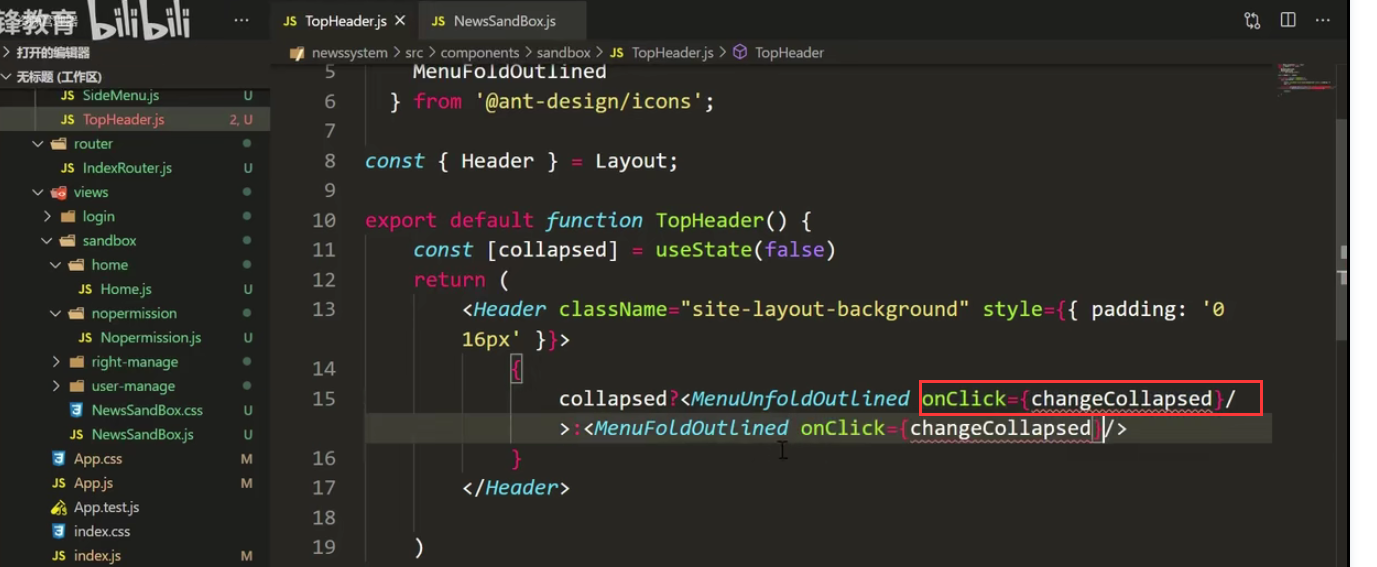 锋教育 bilibili
···
JS TopHeader.js ×
JS NewsSandBox.js
···
打开的编辑器
newssystem > src > components > sandbox > JS TopHeader.js > TopHeader
无标题 (工作区)
JS SideMenu.js U
JS TopHeader.js 2, U
router
JS IndexRouter.js U
views
login
sandbox
home
JS Home.js U
nopermission
JS Nopermission.js U
right-manage
user-manage
NewsSandBox.css U
JS NewsSandBox.js U
App.css M
JS App.js M
App.test.js
index.css
JS index.js M
5 MenuFoldOutlined
6 } from '@ant-design/icons';
7
8 const { Header } = Layout;
9
10 export default function TopHeader() {
11 const [collapsed] = useState(false)
12 return (
13 <Header className="site-layout-background" style={{ padding: '0
16px' }}>
14 {
15 collapsed?<MenuUnfoldOutlined onClick={changeCollapsed}/
>:<MenuFoldOutlined onClick={changeCollapsed}/>
16 }
17 </Header>
18
19 )